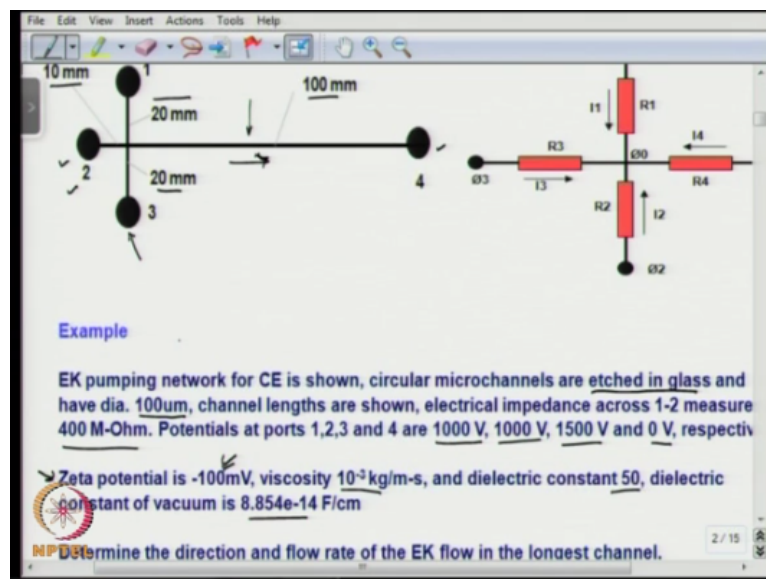 File Edit View Insert Actions Tools Help
10 mm
1
20 mm
100 mm
2
20 mm
3
4
I1
R1
R3
Ø0
I4
Ø3
I3
R4
R2
I2
Ø2
Example
EK pumping network for CE is shown, circular microchannels are etched in glass and
have dia. 100um, channel lengths are shown, electrical impedance across 1-2 measure
400 M-Ohm. Potentials at ports 1,2,3 and 4 are 1000 V, 1000 V, 1500 V and 0 V, respectiv
Zeta potential is -100mV, viscosity 10⁻³ kg/m-s, and dielectric constant 50, dielectric
constant of vacuum is 8.854e-14 F/cm
NPTEL
Determine the direction and flow rate of the EK flow in the longest channel.
2 / 15